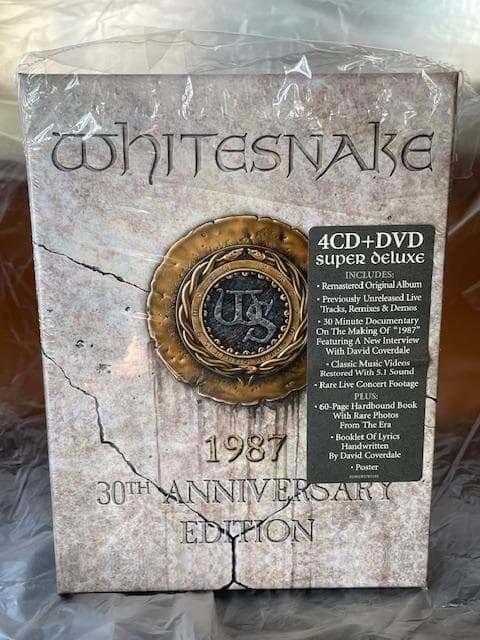 WHITESNAKE
WS
1987
30TH ANNIVERSARY
EDITION
4CD+DVD
SUPER DELUXE
INCLUDES:
• Remastered Original Album
• Previously Unreleased Live
Tracks, Remixes & Demos
• 30 Minute Documentary
On The Making Of "1987"
Featuring A New Interview
With David Coverdale
• Classic Music Videos
Restored With 5.1 Sound
• Rare Live Concert Footage
PLUS:
• 60-Page Hardbound Book
With Rare Photos
From The Era
• Booklet Of Lyrics
Handwritten
By David Coverdale
• Poster